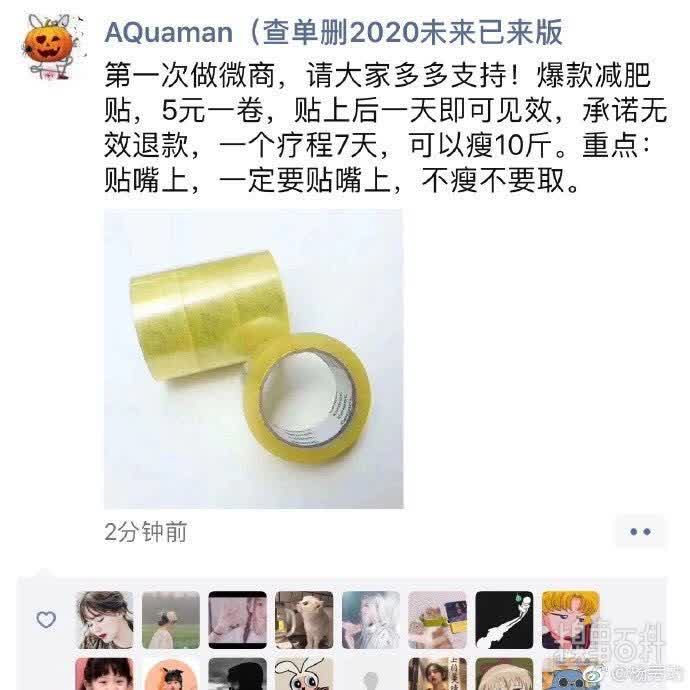 AQuaman（查单删2020未来已来版
第一次做微商，请大家多多支持！爆款减肥
贴，5元一卷，贴上后一天即可见效，承诺无
效退款，一个疗程7天，可以瘦10斤。重点：
贴嘴上，一定要贴嘴上，不瘦不要取。
2分钟前